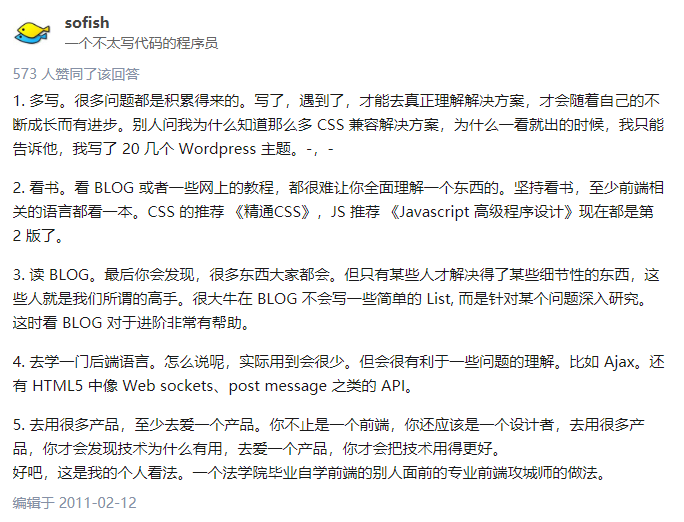 sofish
一个不太写代码的程序员
573 人赞同了该回答
1. 多写。很多问题都是积累得来的。写了，遇到了，才能去真正理解解决方案，才会随着自己的不
断成长而有进步。别人问我为什么知道那么多 CSS 兼容解决方案，为什么一看就出的时候，我只能
告诉他，我写了 20 几个 Wordpress 主题。-，-
2. 看书。看 BLOG 或者一些网上的教程，都很难让你全面理解一个东西的。坚持看书，至少前端相
关的语言都看一本。CSS 的推荐 《精通CSS》，JS 推荐 《Javascript 高级程序设计》现在都是第
2 版了。
3. 读 BLOG。最后你会发现，很多东西大家都会。但只有某些人才解决得了某些细节性的东西，这
些人就是我们所谓的高手。很大牛在 BLOG 不会写一些简单的 List, 而是针对某个问题深入研究。
这时看 BLOG 对于进阶非常有帮助。
4. 去学一门后端语言。怎么说呢，实际用到会很少。但会很有利于一些问题的理解。比如 Ajax。还
有 HTML5 中像 Web sockets、post message 之类的 API。
5. 去用很多产品，至少去爱一个产品。你不止是一个前端，你还应该是一个设计者，去用很多产
品，你才会发现技术为什么有用，去爱一个产品，你才会把技术用得更好。
好吧，这是我的个人看法。一个法学院毕业自学前端的别人面前的专业前端攻城师的做法。
编辑于 2011-02-12